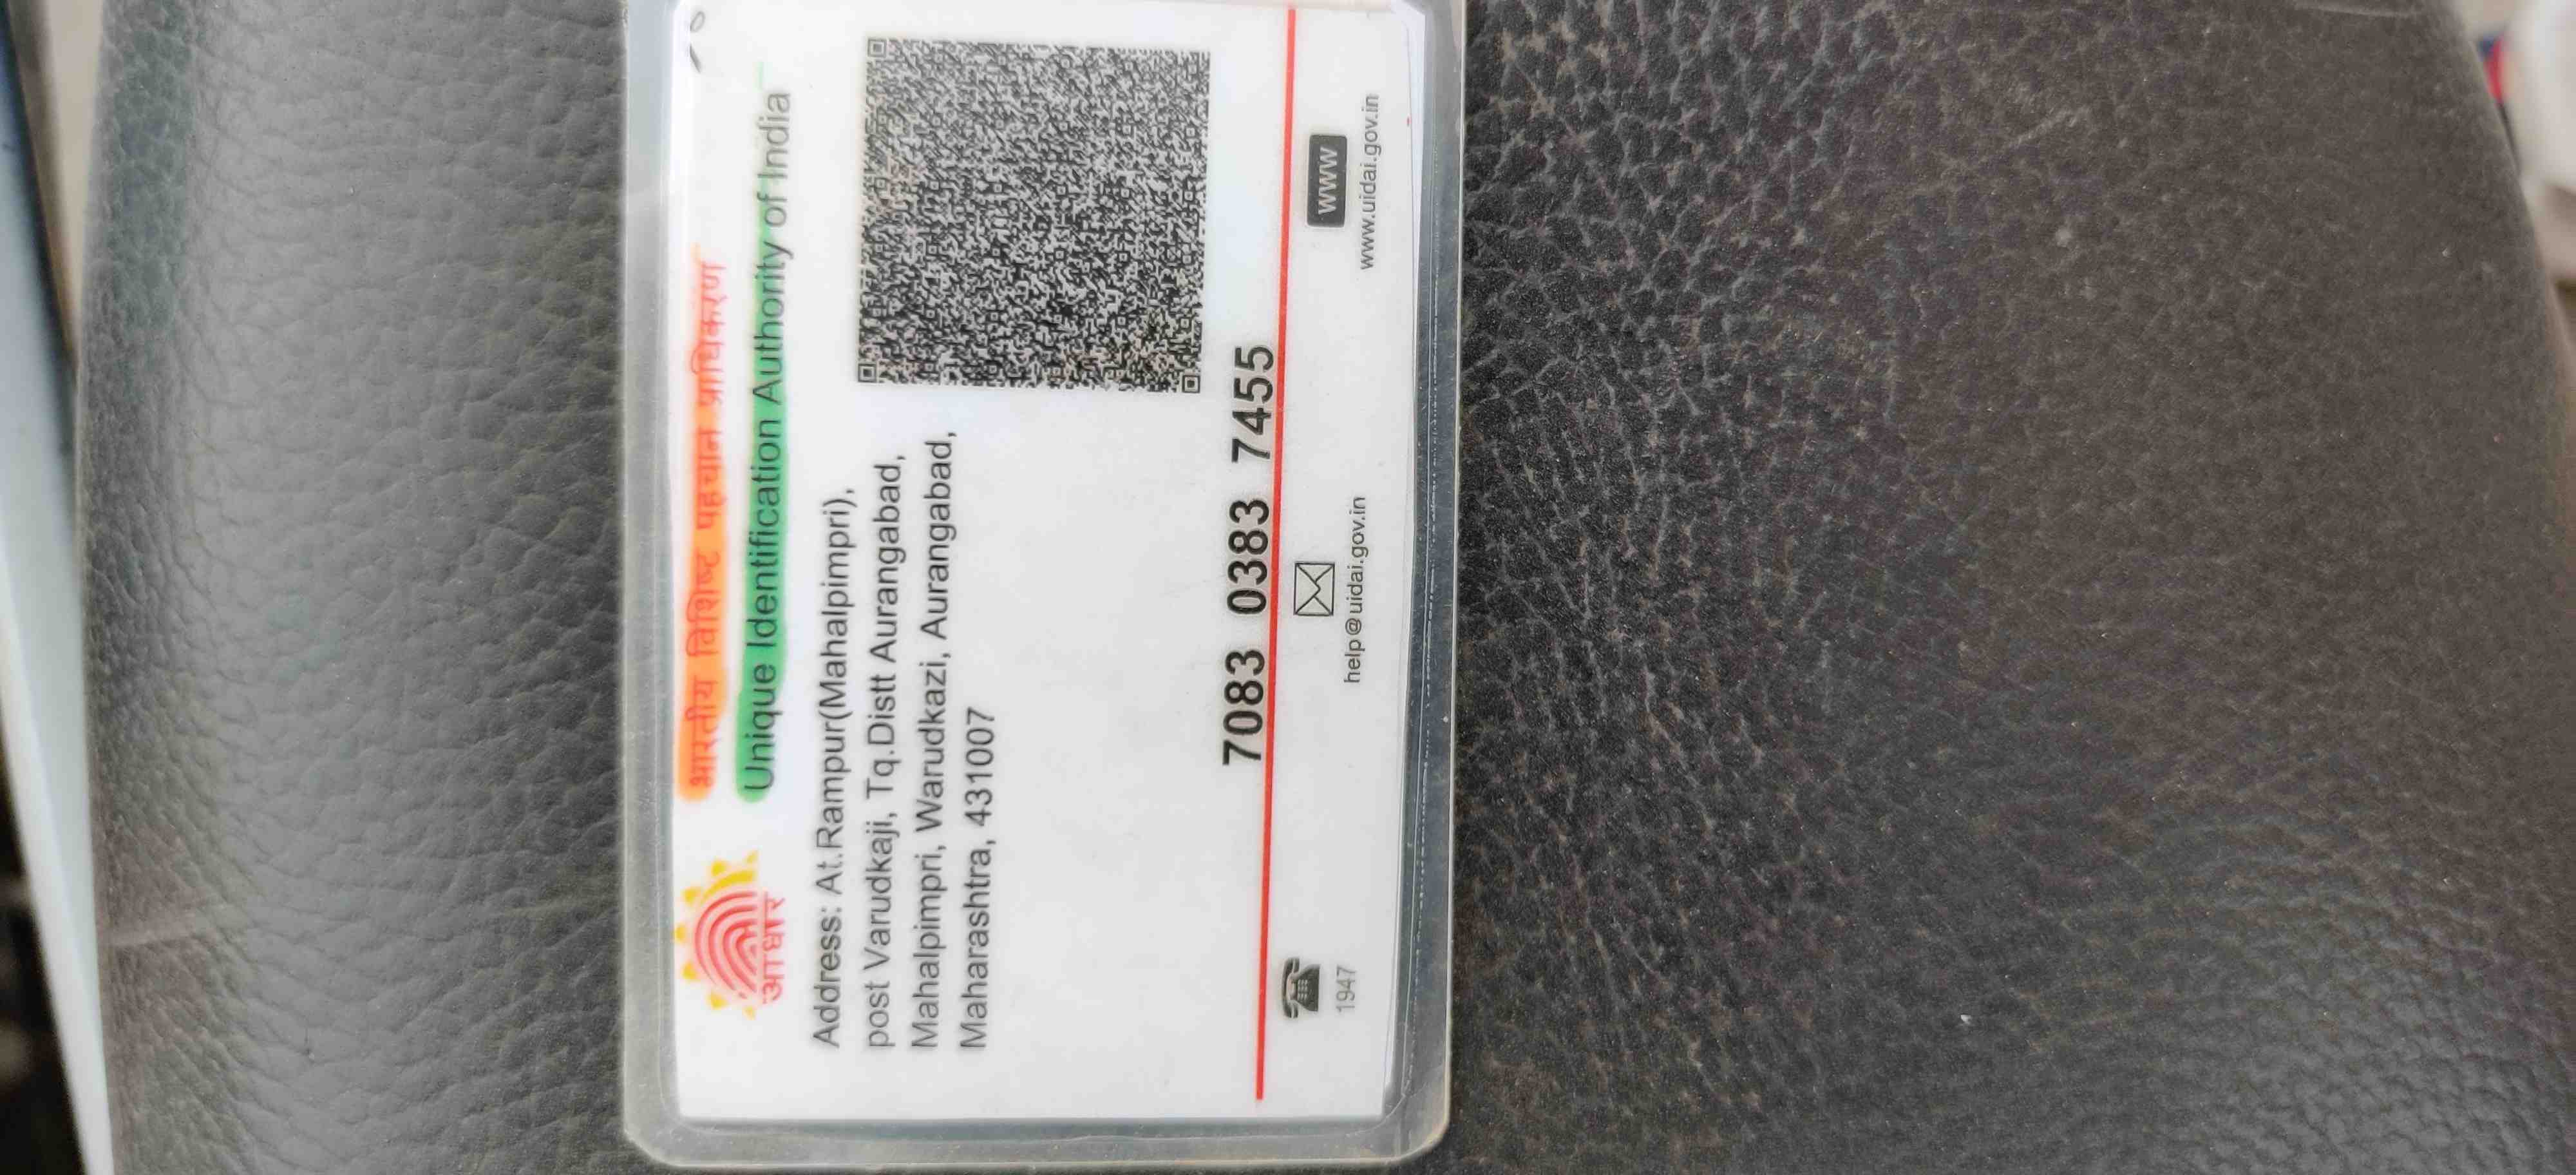 भारतीय विशिष्ट पहचान प्राधिकरण
Unique Identification Authority of India
आधार
Address: At.Rampur(Mahalpimpri),
post Varudkaji, Tq.Distt Aurangabad,
Mahalpimpri, Warudkazi, Aurangabad,
Maharashtra, 431007
7083 0383 7455
1947
help@uidai.gov.in
WWW
www.uidai.gov.in